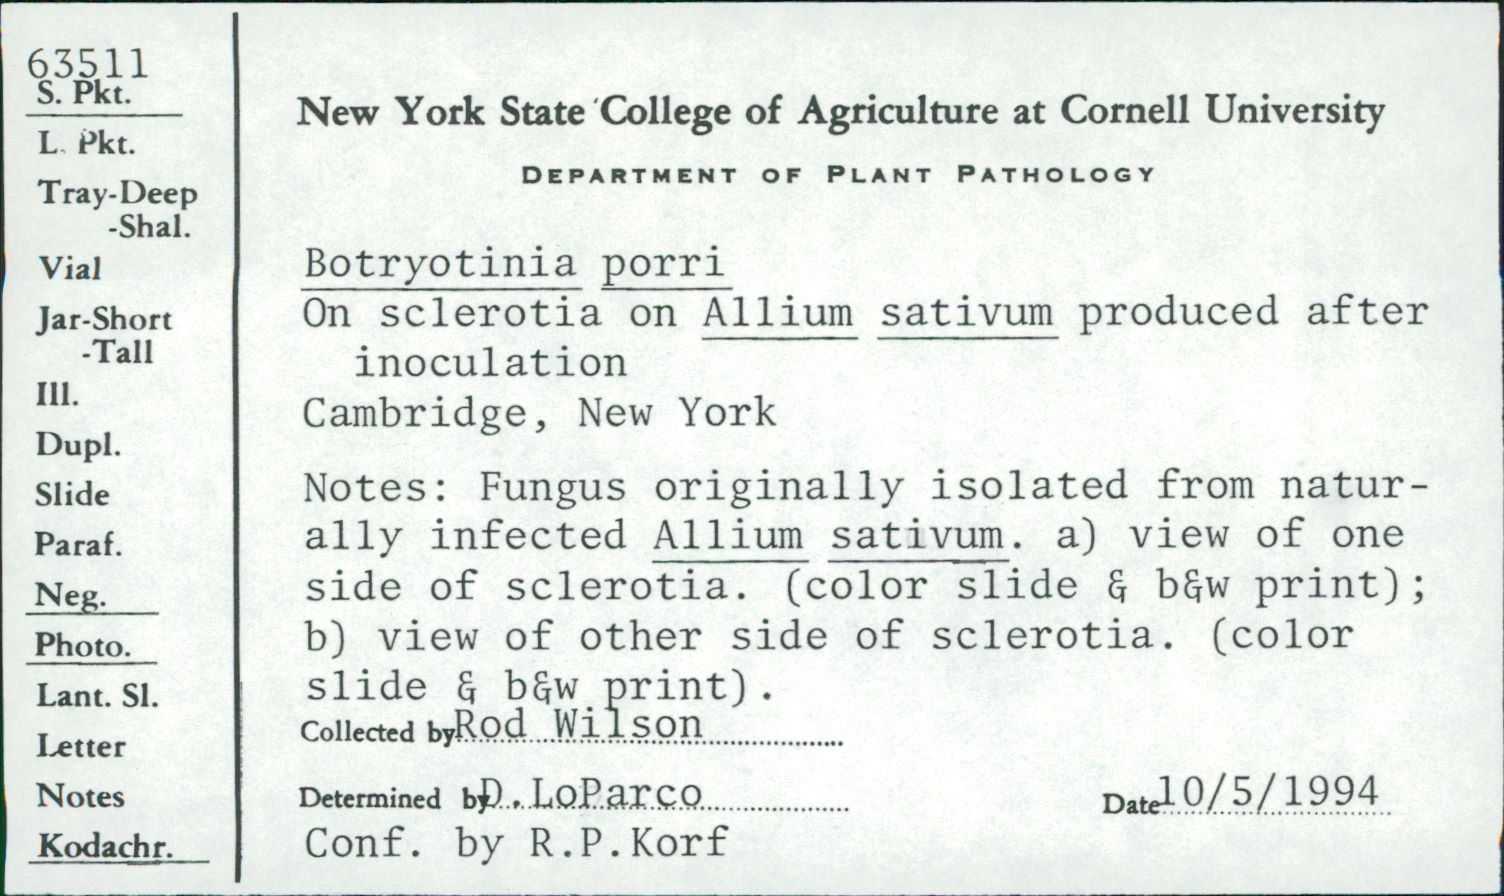 63511
S. Pkt.
L. Pkt.
Tray-Deep
-Shal.
Vial
Jar-Short
-Tall
Ill.
Dupl.
Slide
Paraf.
Neg.
Photo.
Lant. Sl.
Letter
Notes
Kodachr.
New York State College of Agriculture at Cornell University
DEPARTMENT OF PLANT PATHOLOGY
Botryotinia porri
On sclerotia on Allium sativum produced after
inoculation
Cambridge, New York
Notes: Fungus originally isolated from natur-
ally infected Allium sativum. a) view of one
side of sclerotia. (color slide & b&w print);
b) view of other side of sclerotia. (color
slide & b&w print).
Collected by Rod Wilson
Determined by D. LoParco
Date 10/5/1994
Conf. by R.P.Korf